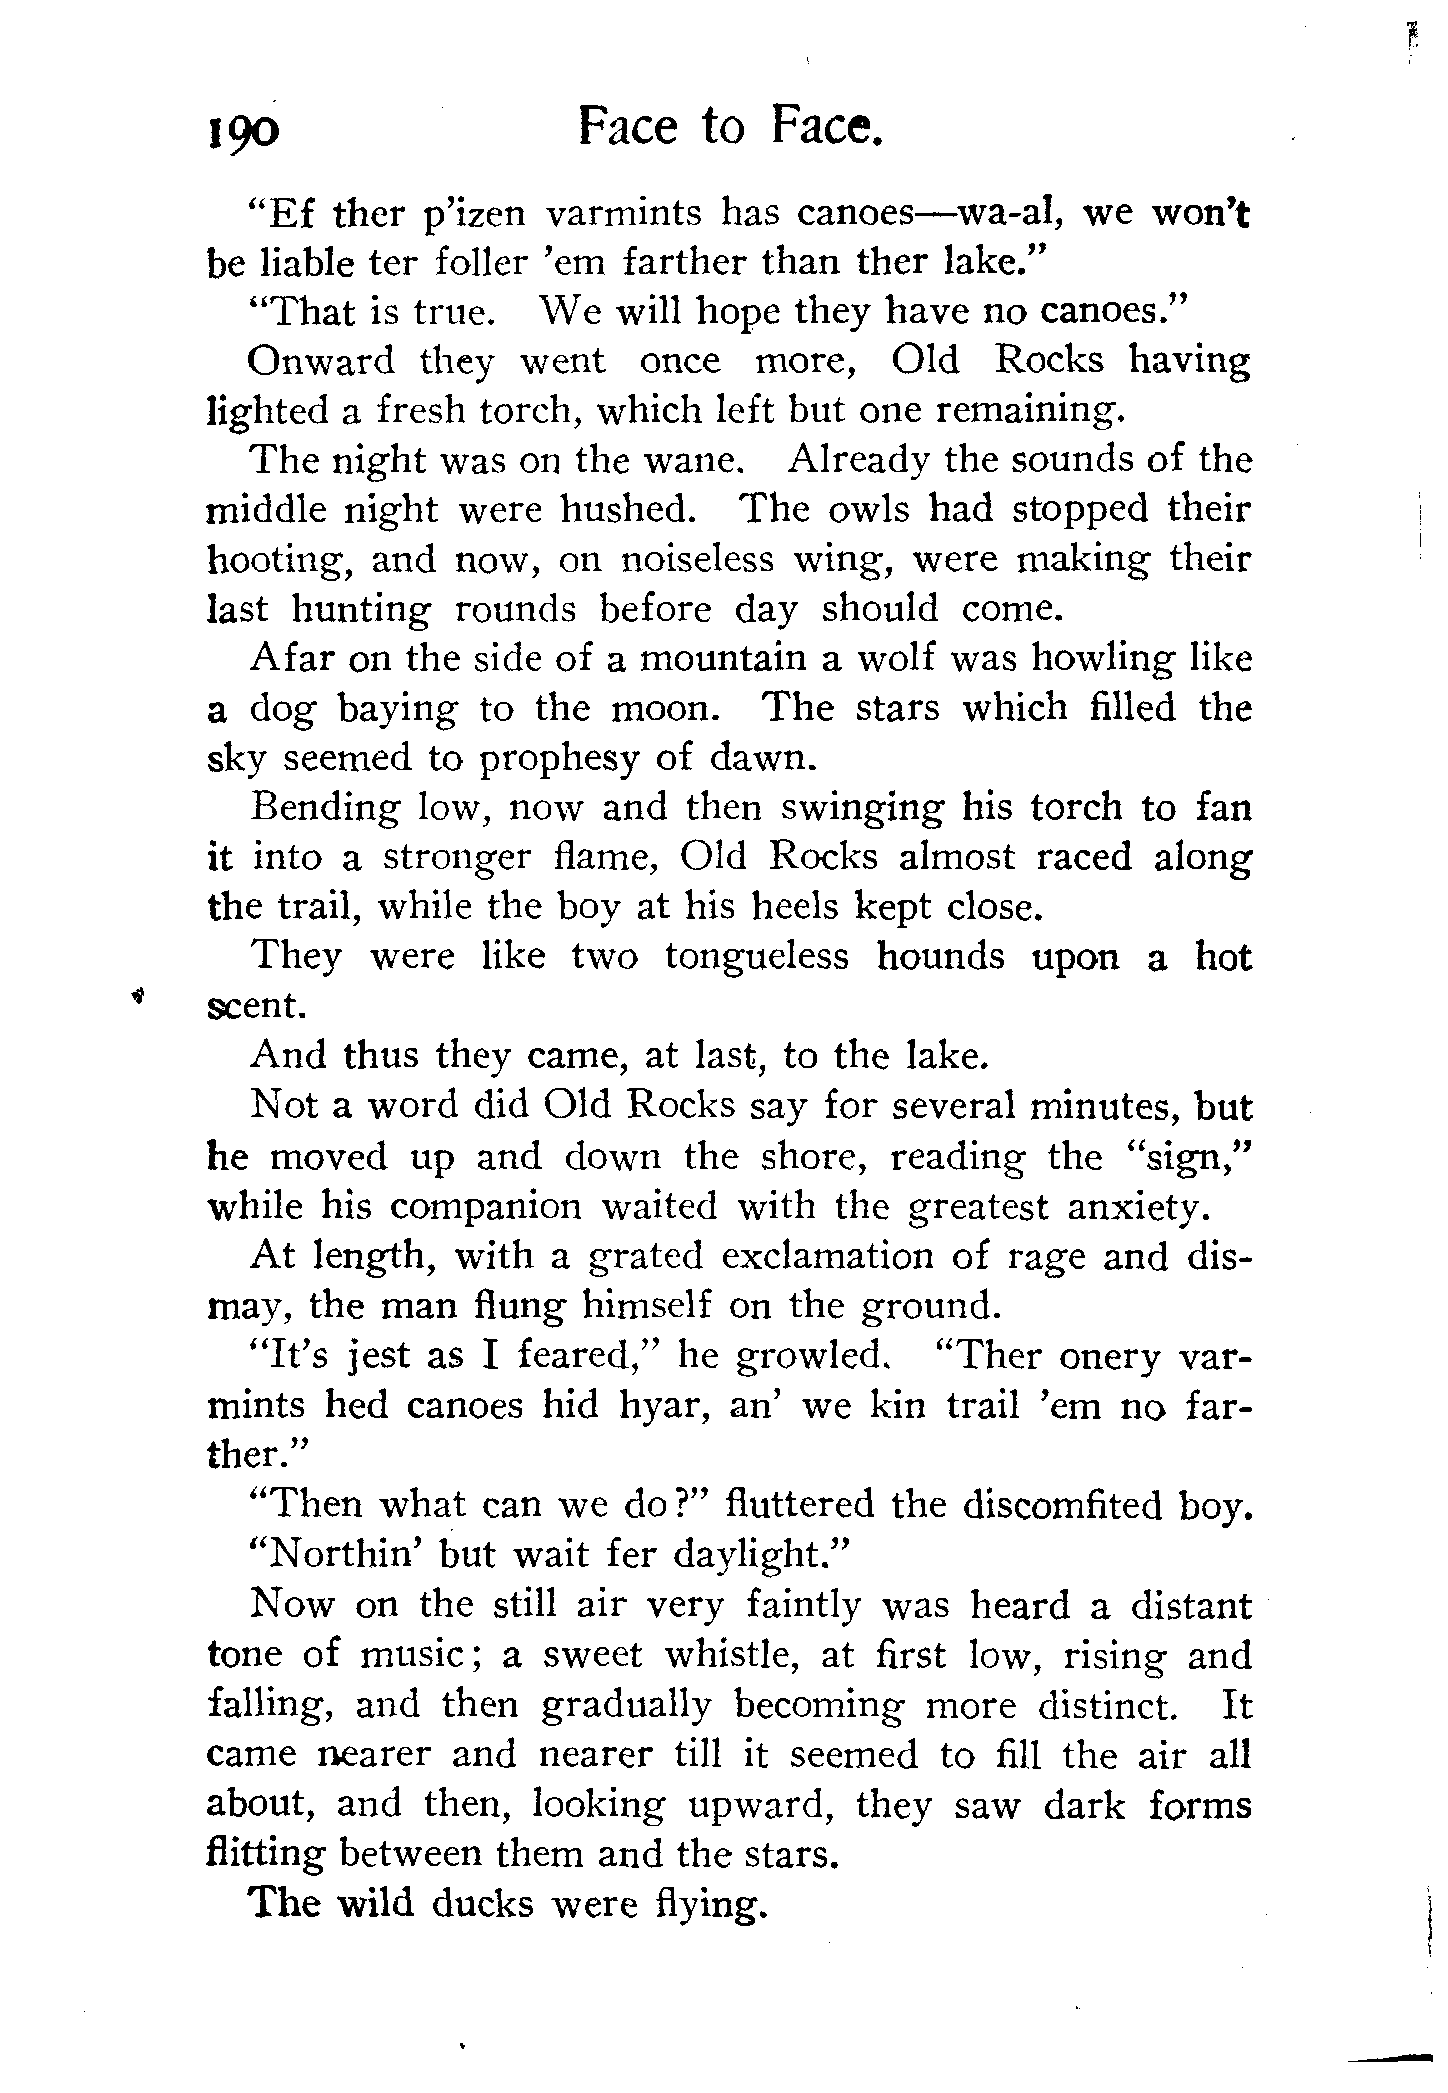 190 Face to Face.
“Ef ther p’izen varmints has canoes—wa-al, we won’t
be liable ter foller ’em farther than ther lake.”
“That is true. We will hope they have no canoes.”
Onward they went once more, Old Rocks having
lighted a fresh torch, which left but one remaining.
The night was on the wane. Already the sounds of the
middle night were hushed. The owls had stopped their
hooting, and now, on noiseless wing, were making their
last hunting rounds before day should come.
Afar on the side of a mountain a wolf was howling like
a dog baying to the moon. The stars which filled the
sky seemed to prophesy of dawn.
Bending low, now and then swinging his torch to fan
it into a stronger flame, Old Rocks almost raced along
the trail, while the boy at his heels kept close.
They were like two tongueless hounds upon a hot
scent.
And thus they came, at last, to the lake.
Not a word did Old Rocks say for several minutes, but
he moved up and down the shore, reading the “sign,”
while his companion waited with the greatest anxiety.
At length, with a grated exclamation of rage and dis-
may, the man flung himself on the ground.
“It’s jest as I feared,” he growled. “Ther onery var-
mints hed canoes hid hyar, an’ we kin trail ’em no far-
ther.”
“Then what can we do?” fluttered the discomfited boy.
“Northin’ but wait fer daylight.”
Now on the still air very faintly was heard a distant
tone of music; a sweet whistle, at first low, rising and
falling, and then gradually becoming more distinct. It
came nearer and nearer till it seemed to fill the air all
about, and then, looking upward, they saw dark forms
flitting between them and the stars.
The wild ducks were flying.